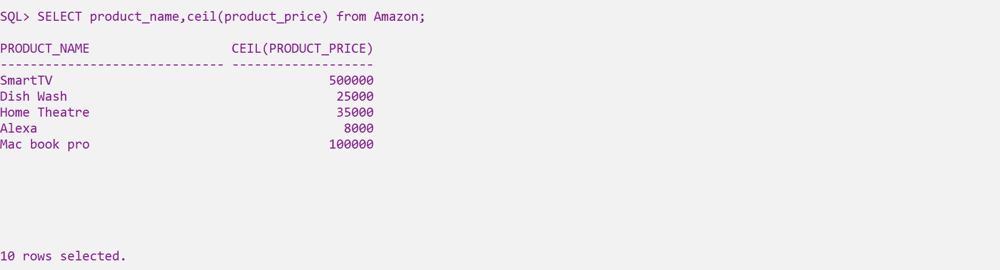 SQL> SELECT product_name,ceil(product_price) from Amazon;
PRODUCT_NAME                   CEIL(PRODUCT_PRICE)
------------------------------ -------------------
SmartTV                                     500000
Dish Wash                                    25000
Home Theatre                                 35000
Alexa                                         8000
Mac book pro                                100000
10 rows selected.